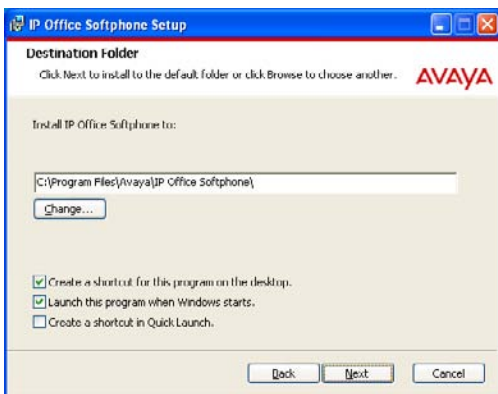 IP Office Softphone Setup
Destination Folder
Click Next to install to the default folder or click Browse to choose another.
AVAYA
Install IP Office Softphone to:
C:\Program Files\Avaya\IP Office Softphone\
Change...
Create a shortcut for this program on the desktop.
Launch this program when Windows starts.
Create a shortcut in Quick Launch.
Back
Next
Cancel